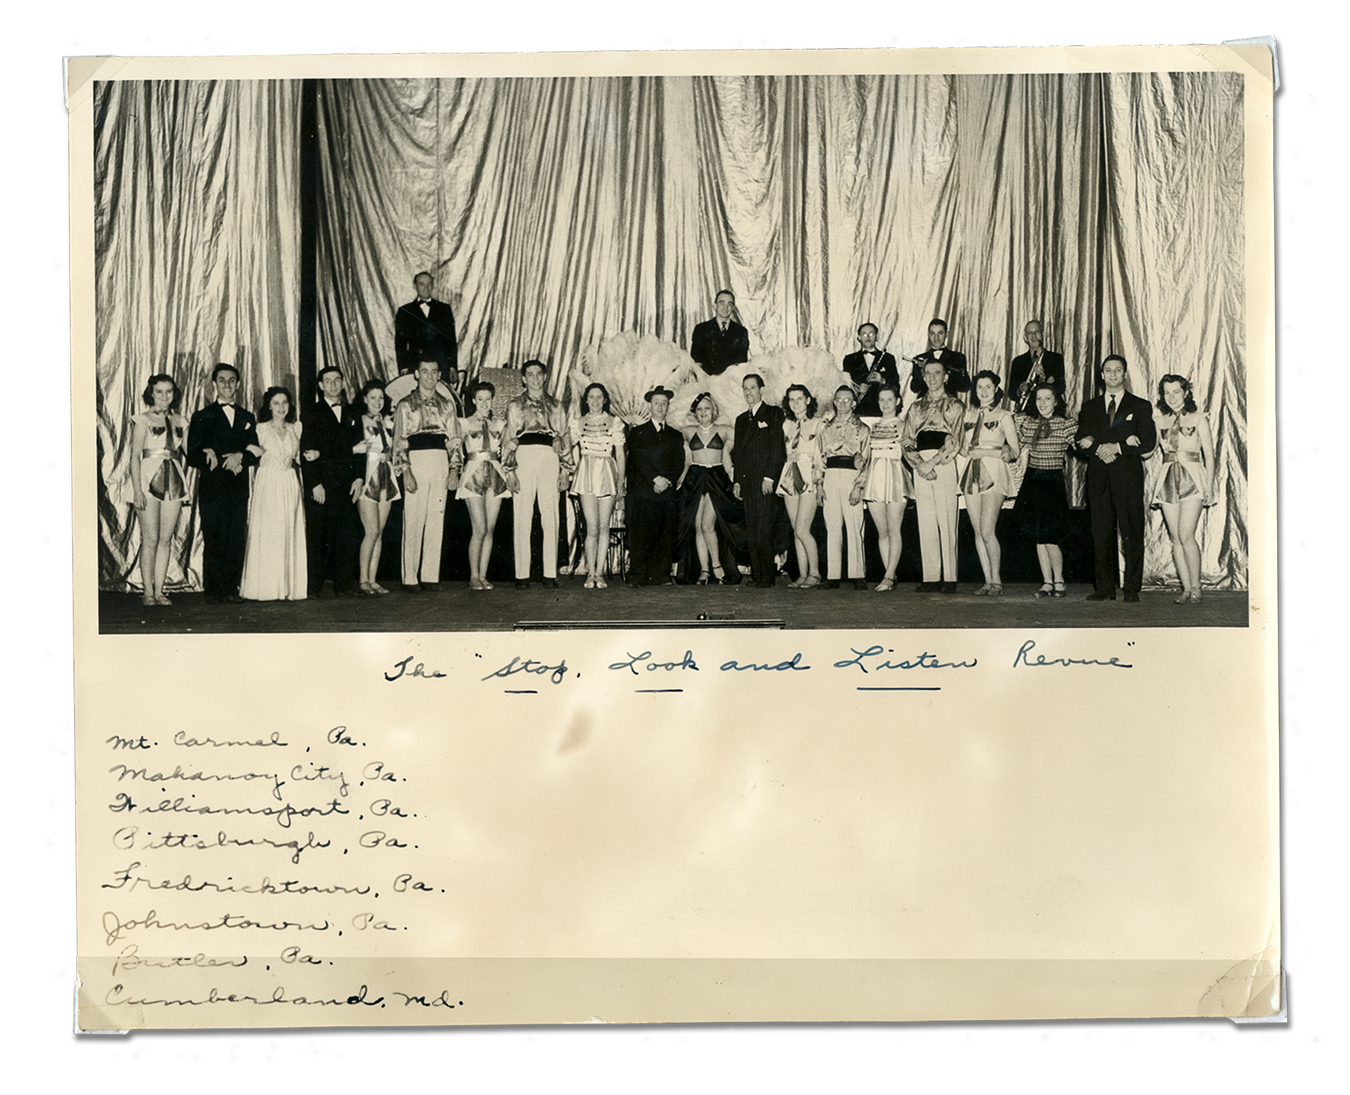 The "Stop, Look and Listen Revue"
Mt. Carmel, Pa.
Mahanoy City, Pa.
Williamsport, Pa.
Pittsburgh, Pa.
Fredricktown, Pa.
Johnstown, Pa.
Butler, Pa.
Cumberland, Md.